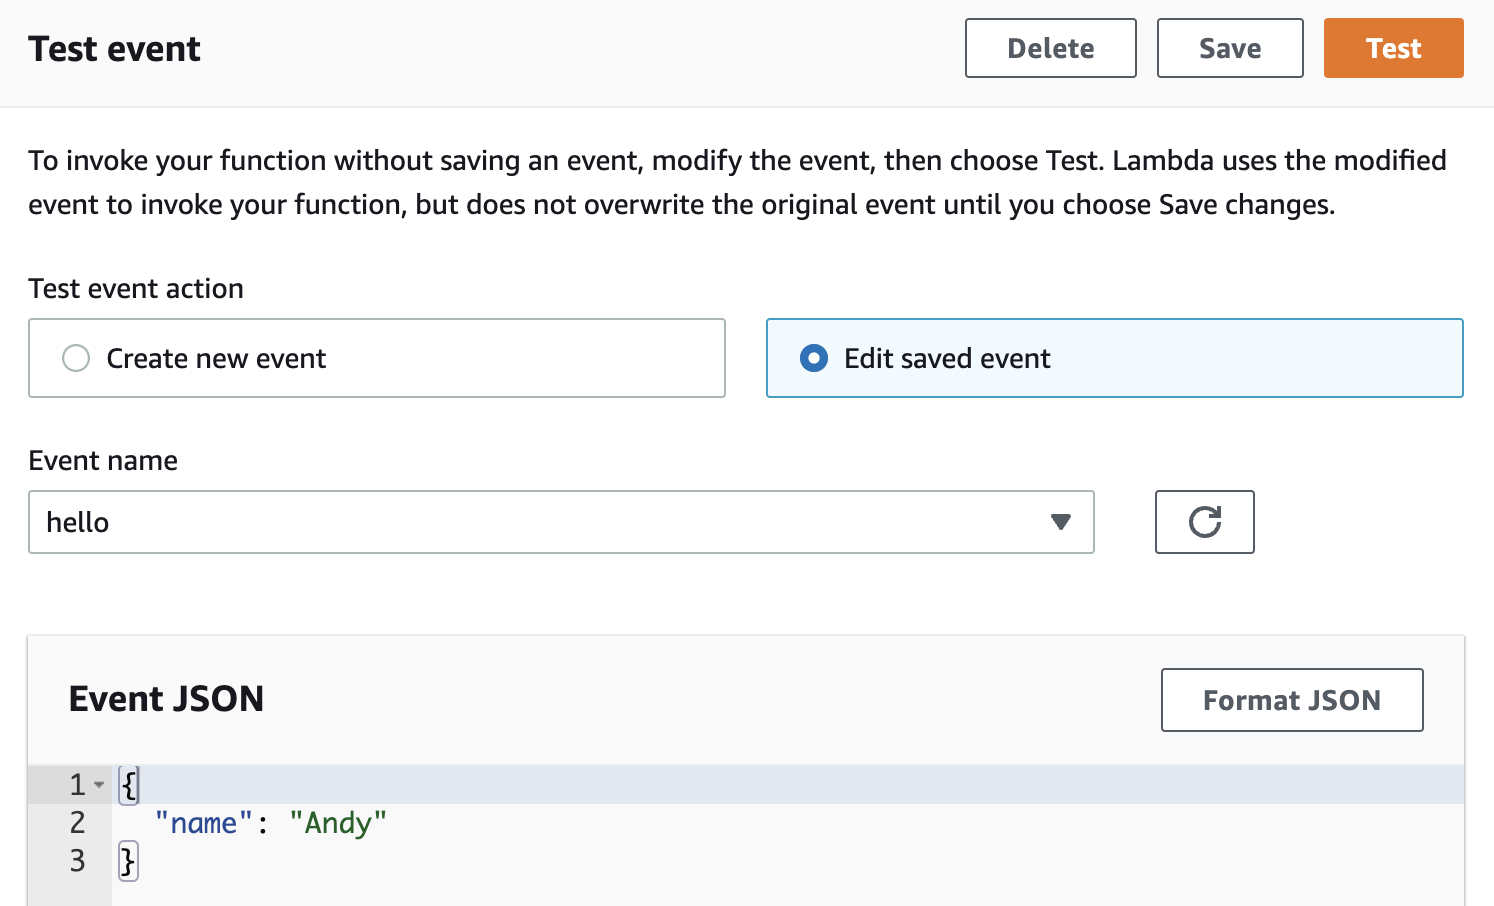 Test event
Delete
Save
Test
To invoke your function without saving an event, modify the event, then choose Test. Lambda uses the modified
event to invoke your function, but does not overwrite the original event until you choose Save changes.
Test event action
Create new event
Edit saved event
Event name
hello
Event JSON
Format JSON
1 {
2 "name": "Andy"
3 }